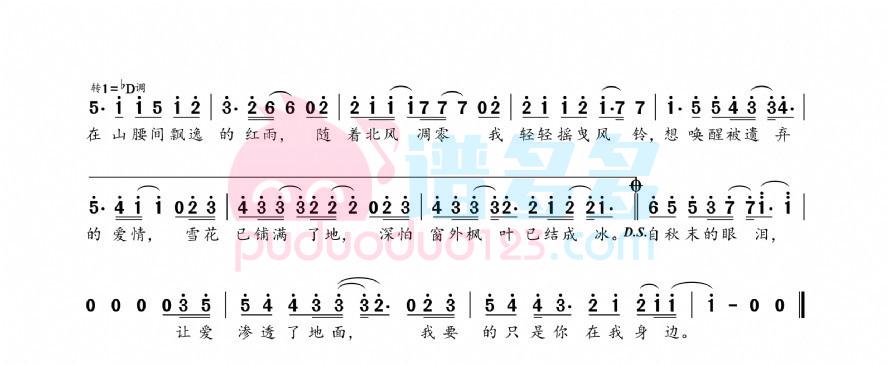 转1=♭D调
5· i i 5 i 2 | 3· 2 6 6 0 2 | 2 i i i 7 7 7 0 2 | 2 i i 2 i· 7 7 | i· 5 5 4 3 3 4· |
在山腰间飘逸 的红雨， 随 着北风 凋零 我 轻轻摇曳风 铃，想唤醒被遗 弃
5· 4 i i 0 2 3 | 4 3 3 3 2 2 2 0 2 3 | 4 3 3 3 2· 2 1 2 2 i· ‖ 6 5 5 3 7 7 i· i |
的爱情， 雪花 已铺满 了地， 深怕 窗外枫 叶已结成 冰。D.S.自秋末的眼 泪，
0 0 0 0 3 5 | 5 4 4 3 3 3 2· 0 2 3 | 5 4 4 3· 2 i 2 i i | i - 0 0 ‖
让爱 渗透了地面， 我要 的只是你在我身 边。
谱多多
puduoduo123.com